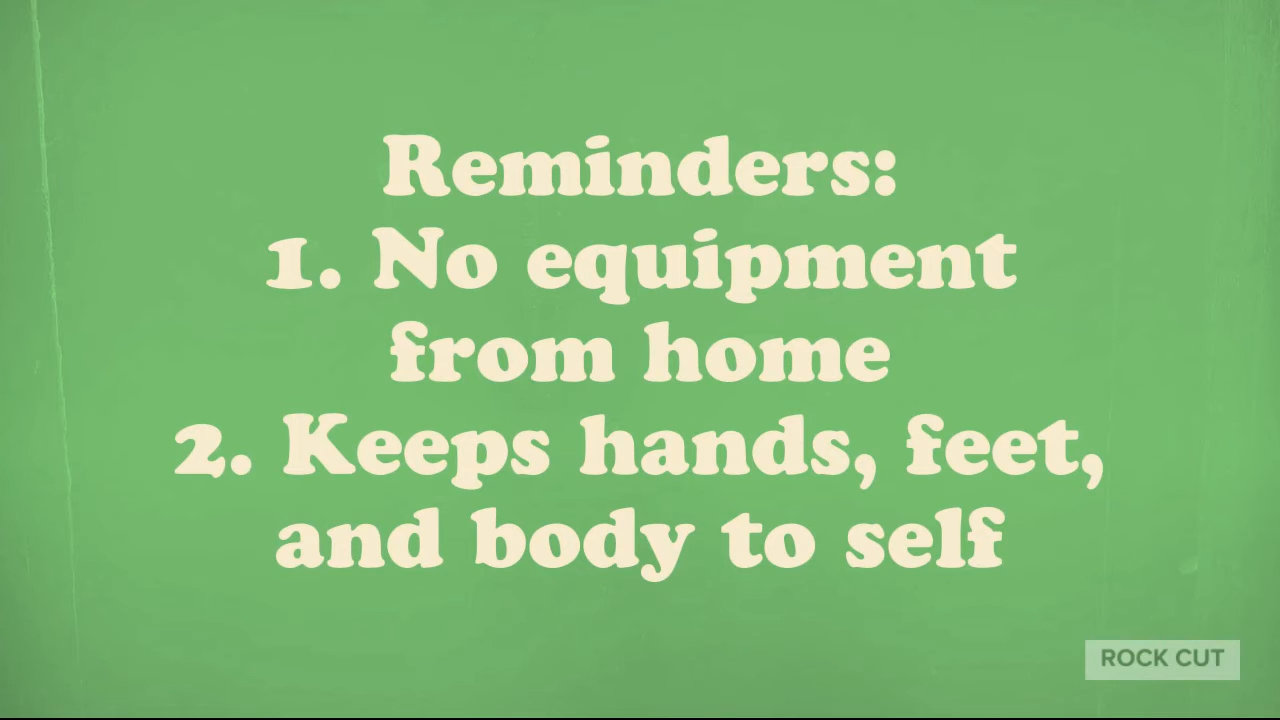 Reminders:
1. No equipment
from home
2. Keeps hands, feet,
and body to self
ROCK CUT